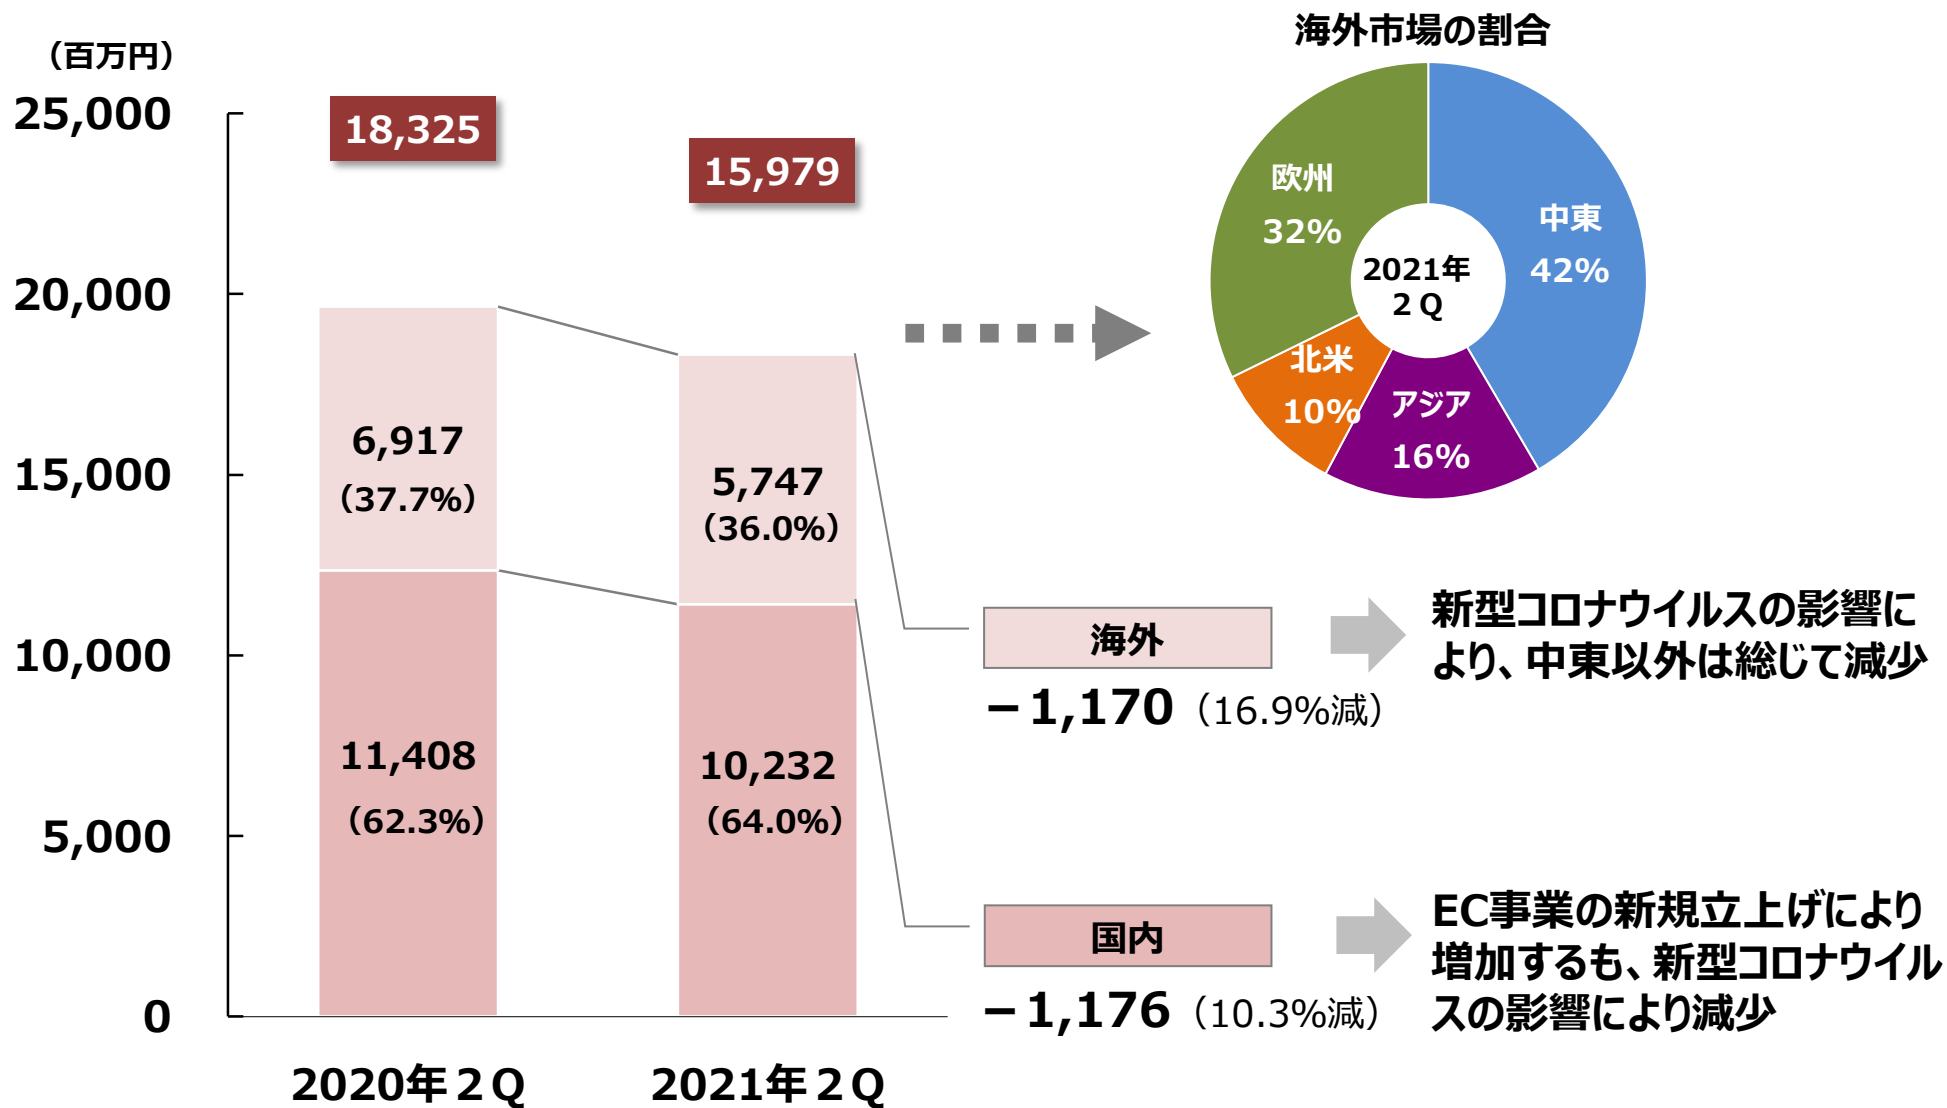 海外市場の割合
（百万円）
25,000
20,000
15,000
10,000
5,000
0
18,325
15,979
6,917
（37.7%）
5,747
（36.0%）
11,408
（62.3%）
10,232
（64.0%）
2020年２Q
2021年２Q
欧州
32%
中東
42%
2021年
２Q
北米
10%
アジア
16%
海外
－1,170（16.9%減）
新型コロナウイルスの影響に
より、中東以外は総じて減少
国内
－1,176（10.3%減）
EC事業の新規立上げにより
増加するも、新型コロナウイル
スの影響により減少